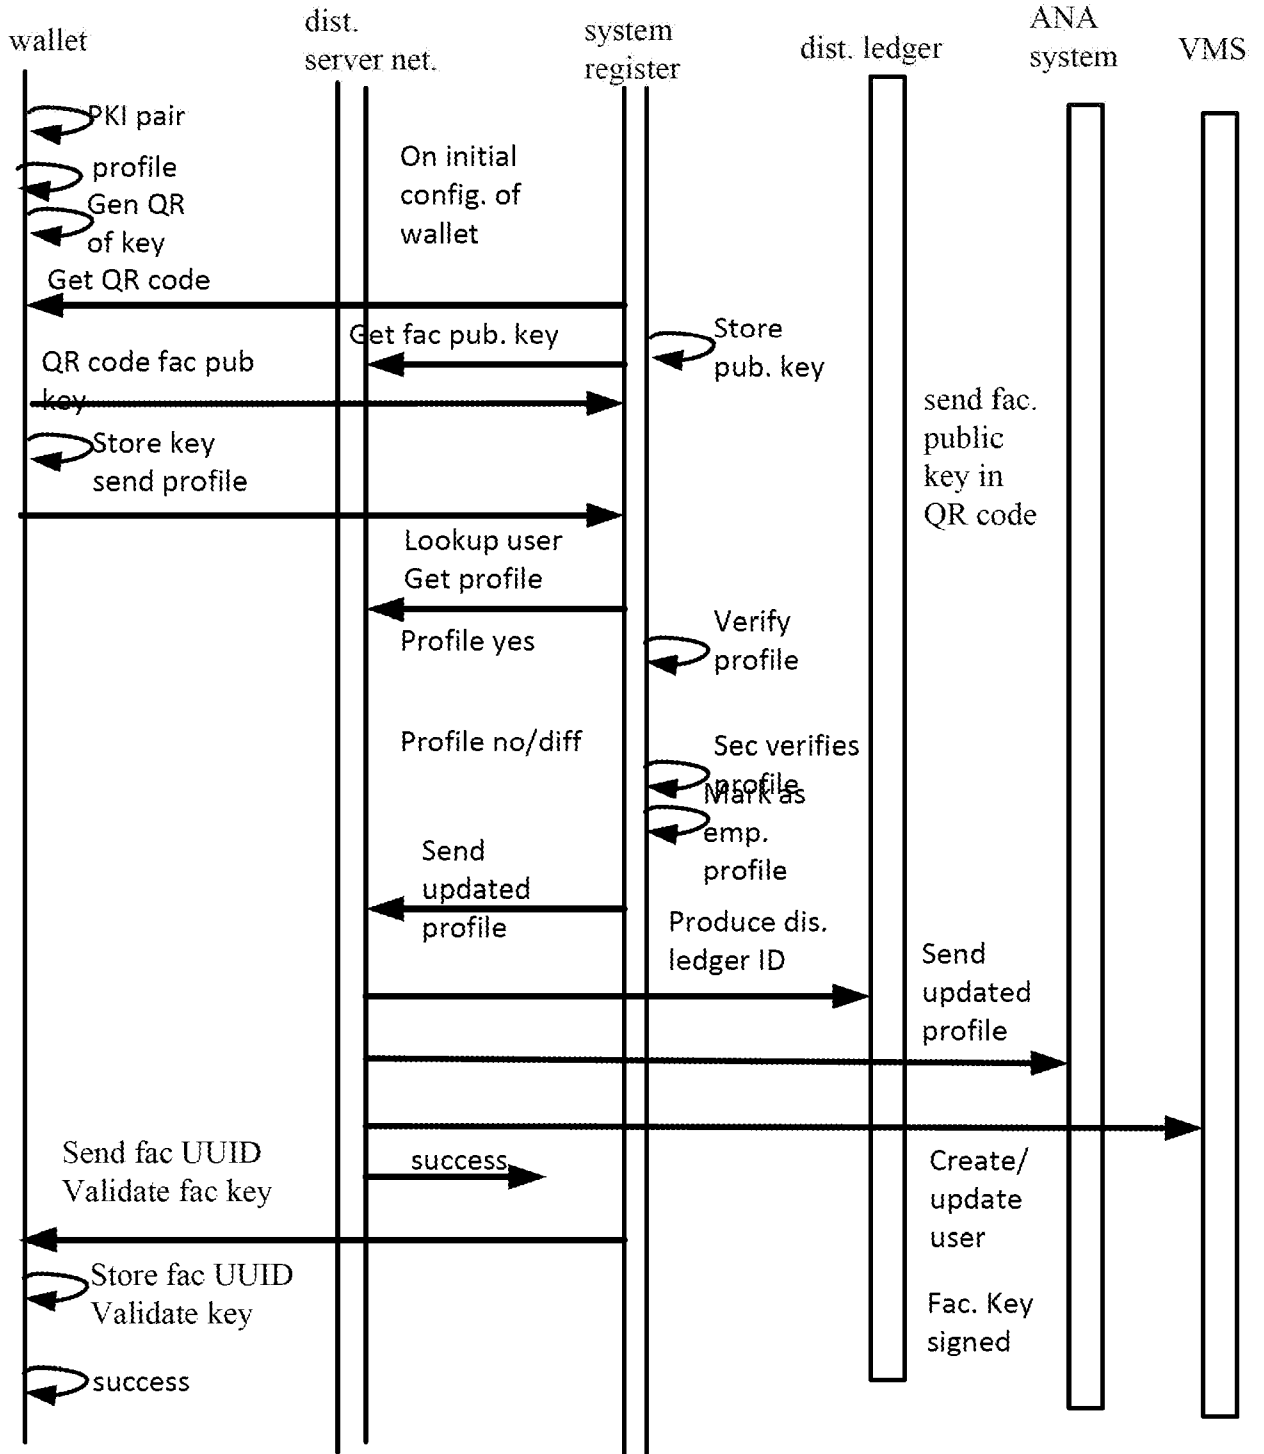 wallet
dist.
server net.
system
register
dist. ledger
ANA
system
VMS
PKI pair
profile
Gen QR
of key
On initial
config. of
wallet
Get QR code
Get fac pub. key
Store
pub. key
QR code fac pub
key
send fac.
public
key in
QR code
Store key
send profile
Lookup user
Get profile
Profile yes
Verify
profile
Profile no/diff
Sec verifies
profile
Mark as
emp.
profile
Send
updated
profile
Produce dis.
ledger ID
Send
updated
profile
Send fac UUID
Validate fac key
success
Create/
update
user
Store fac UUID
Validate key
Fac. Key
signed
success